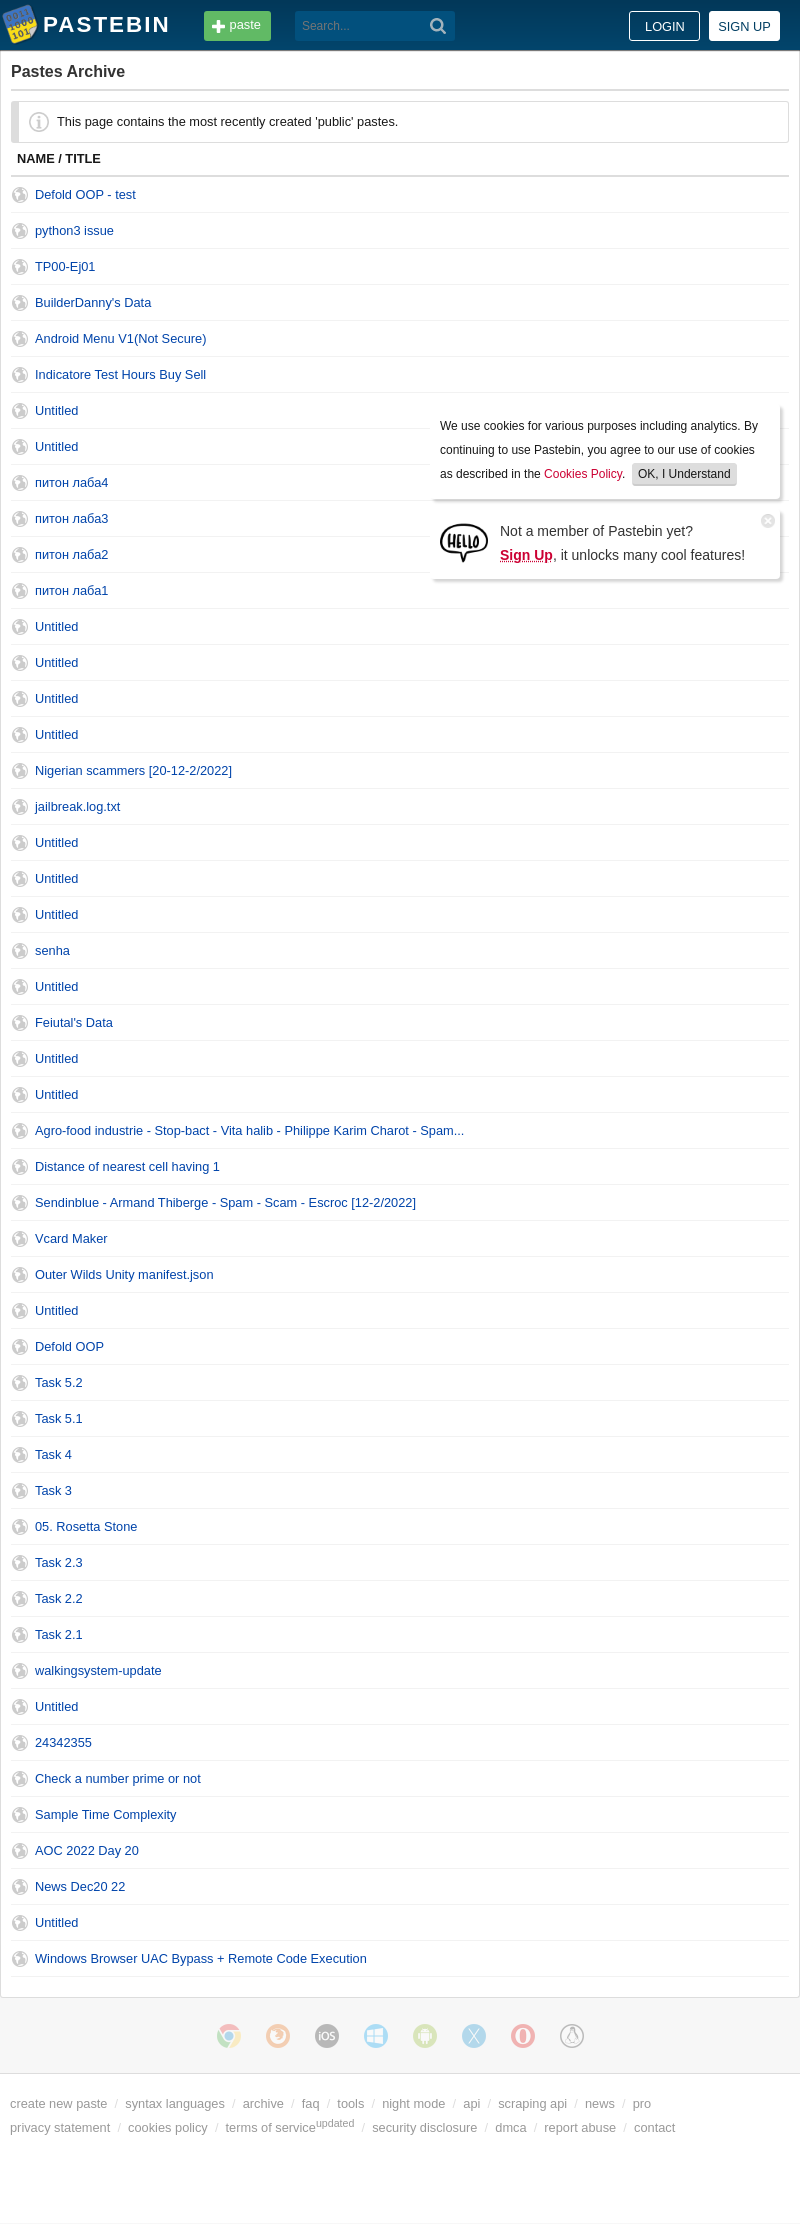 PASTEBIN
paste
Search...
LOGIN
SIGN UP
Pastes Archive
This page contains the most recently created 'public' pastes.
NAME / TITLE
Defold OOP - test
python3 issue
TP00-Ej01
BuilderDanny's Data
Android Menu V1(Not Secure)
Indicatore Test Hours Buy Sell
Untitled
Untitled
питон лаба4
питон лаба3
питон лаба2
питон лаба1
We use cookies for various purposes including analytics. By
continuing to use Pastebin, you agree to our use of cookies
as described in the Cookies Policy. OK, I Understand
HELLO
Not a member of Pastebin yet?
Sign Up, it unlocks many cool features!
Untitled
Untitled
Untitled
Untitled
Nigerian scammers [20-12-2/2022]
jailbreak.log.txt
Untitled
Untitled
Untitled
senha
Untitled
Feiutal's Data
Untitled
Untitled
Agro-food industrie - Stop-bact - Vita halib - Philippe Karim Charot - Spam...
Distance of nearest cell having 1
Sendinblue - Armand Thiberge - Spam - Scam - Escroc [12-2/2022]
Vcard Maker
Outer Wilds Unity manifest.json
Untitled
Defold OOP
Task 5.2
Task 5.1
Task 4
Task 3
05. Rosetta Stone
Task 2.3
Task 2.2
Task 2.1
walkingsystem-update
Untitled
24342355
Check a number prime or not
Sample Time Complexity
AOC 2022 Day 20
News Dec20 22
Untitled
Windows Browser UAC Bypass + Remote Code Execution
iOS
create new paste / syntax languages / archive / faq / tools / night mode / api / scraping api / news / pro
privacy statement / cookies policy / terms of service updated / security disclosure / dmca / report abuse / contact